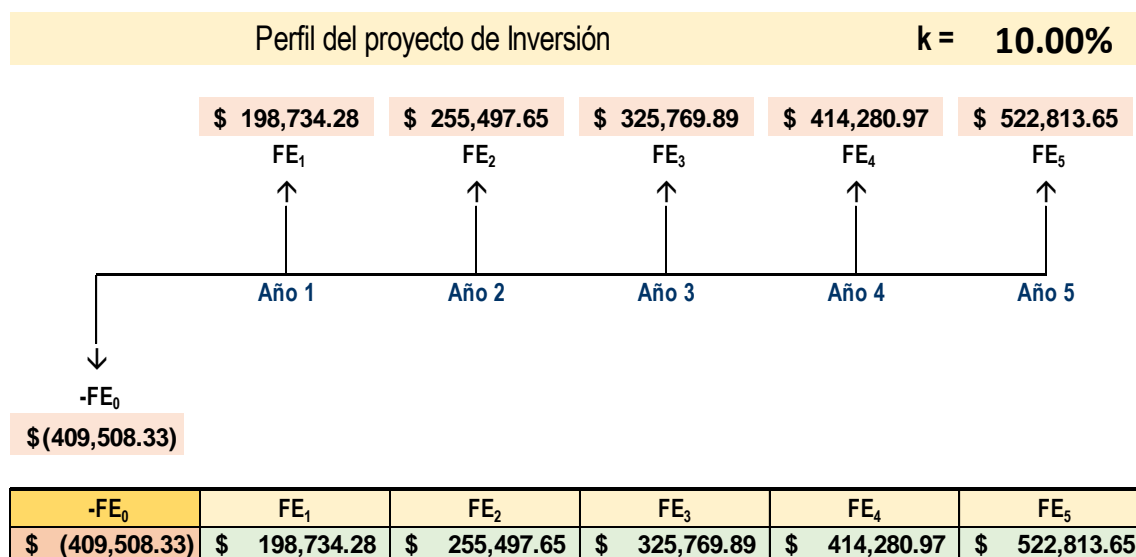 Perfil del proyecto de Inversión k = 10.00%
$ 198,734.28 $ 255,497.65 $ 325,769.89 $ 414,280.97 $ 522,813.65
FE₁ FE₂ FE₃ FE₄ FE₅
Año 1 Año 2 Año 3 Año 4 Año 5
-FE₀
$(409,508.33)
-FE₀ FE₁ FE₂ FE₃ FE₄ FE₅
$ (409,508.33) $ 198,734.28 $ 255,497.65 $ 325,769.89 $ 414,280.97 $ 522,813.65